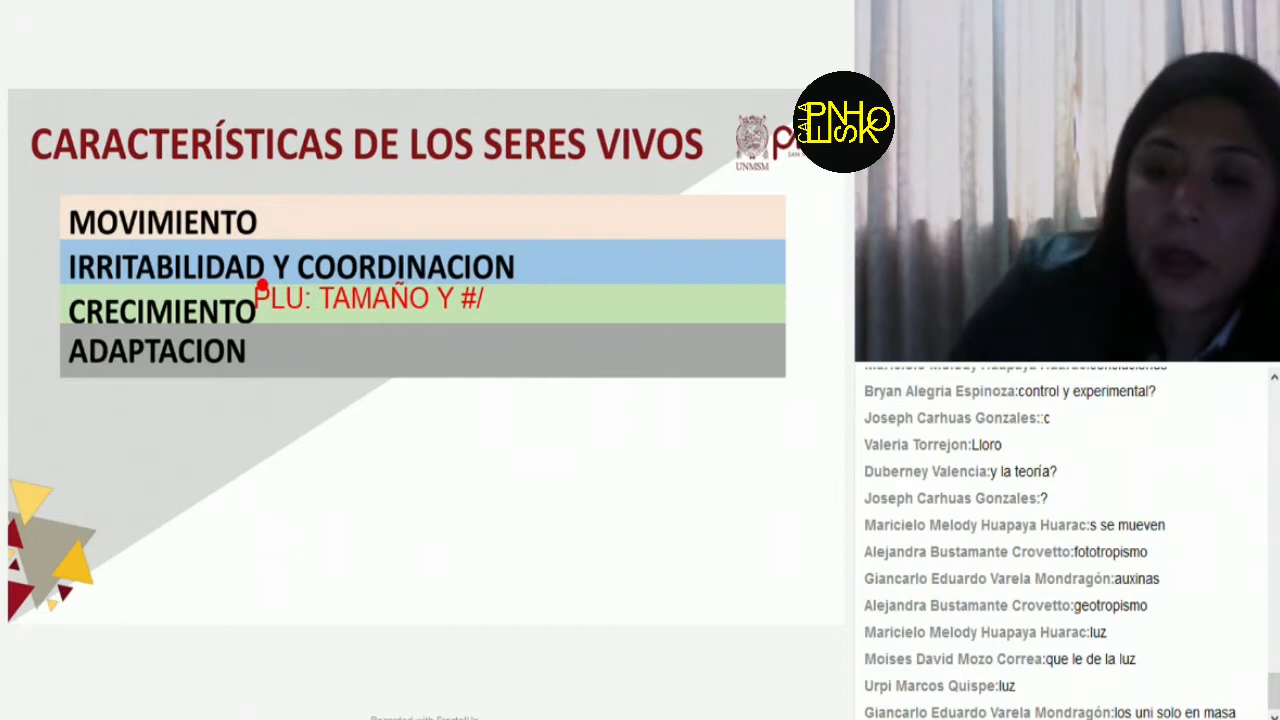 CARACTERÍSTICAS DE LOS SERES VIVOS
UNMSM
MOVIMIENTO
IRRITABILIDAD Y COORDINACION
CRECIMIENTO
PLU: TAMAÑO Y #/
ADAPTACION
Bryan Alegria Espinoza:control y experimental?
Joseph Carhuas Gonzales::c
Valeria Torrejon:Lloro
Duberney Valencia:y la teoría?
Joseph Carhuas Gonzales:?
Maricielo Melody Huapaya Huarac:s se mueven
Alejandra Bustamante Crovetto:fototropismo
Giancarlo Eduardo Varela Mondragón:auxinas
Alejandra Bustamante Crovetto:geotropismo
Maricielo Melody Huapaya Huarac:luz
Moises David Mozo Correa:que le de la luz
Urpi Marcos Quispe:luz
Giancarlo Eduardo Varela Mondragón:los uni solo en masa